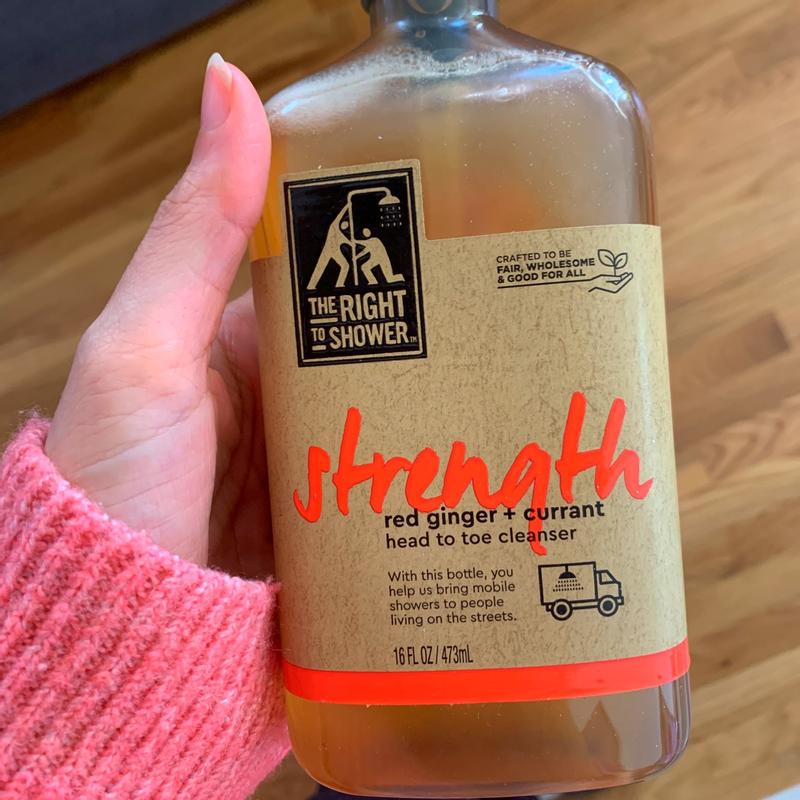 THE RIGHT
TO SHOWER™
CRAFTED TO BE
FAIR, WHOLESOME
& GOOD FOR ALL
strength
red ginger + currant
head to toe cleanser
With this bottle, you
help us bring mobile
showers to people
living on the streets.
16 FL OZ / 473mL